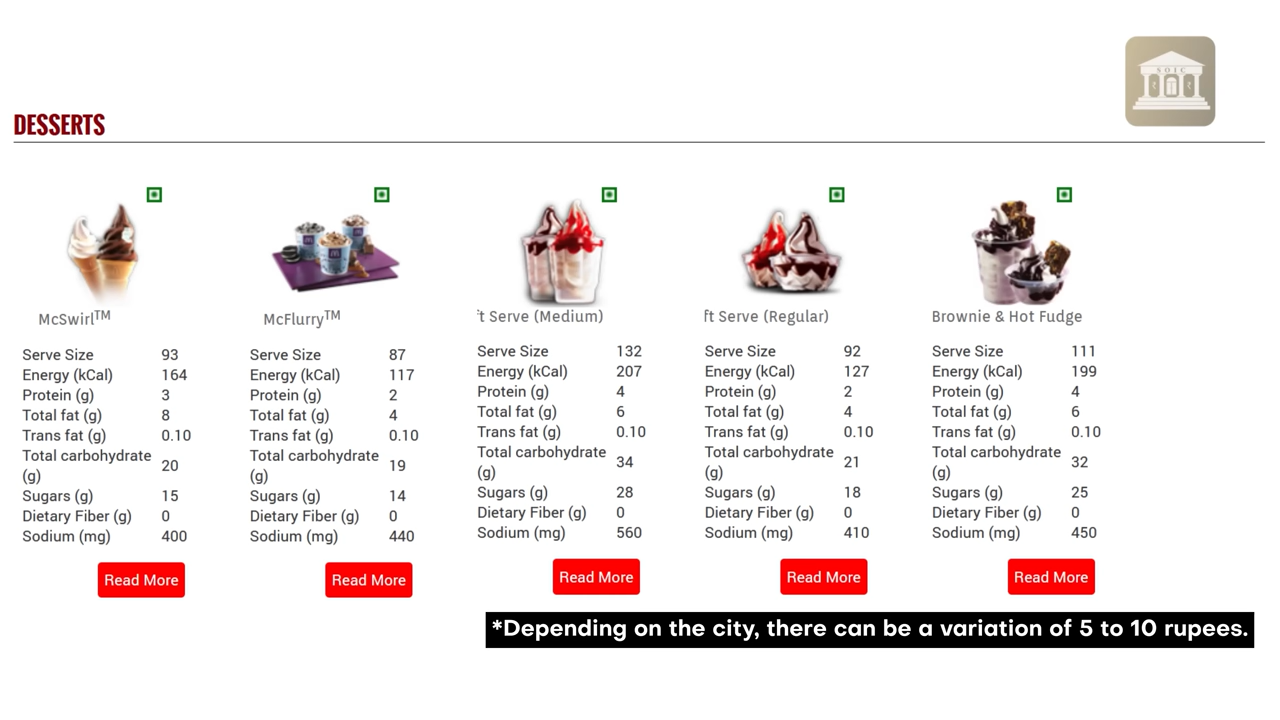 SOIC
DESSERTS
McSwirl™
Serve Size 93
Energy (kCal) 164
Protein (g) 3
Total fat (g) 8
Trans fat (g) 0.10
Total carbohydrate (g) 20
Sugars (g) 15
Dietary Fiber (g) 0
Sodium (mg) 400
Read More
McFlurry™
Serve Size 87
Energy (kCal) 117
Protein (g) 2
Total fat (g) 4
Trans fat (g) 0.10
Total carbohydrate (g) 19
Sugars (g) 14
Dietary Fiber (g) 0
Sodium (mg) 440
Read More
t Serve (Medium)
Serve Size 132
Energy (kCal) 207
Protein (g) 4
Total fat (g) 6
Trans fat (g) 0.10
Total carbohydrate (g) 34
Sugars (g) 28
Dietary Fiber (g) 0
Sodium (mg) 560
Read More
ft Serve (Regular)
Serve Size 92
Energy (kCal) 127
Protein (g) 2
Total fat (g) 4
Trans fat (g) 0.10
Total carbohydrate (g) 21
Sugars (g) 18
Dietary Fiber (g) 0
Sodium (mg) 410
Read More
Brownie & Hot Fudge
Serve Size 111
Energy (kCal) 199
Protein (g) 4
Total fat (g) 6
Trans fat (g) 0.10
Total carbohydrate (g) 32
Sugars (g) 25
Dietary Fiber (g) 0
Sodium (mg) 450
Read More
*Depending on the city, there can be a variation of 5 to 10 rupees.